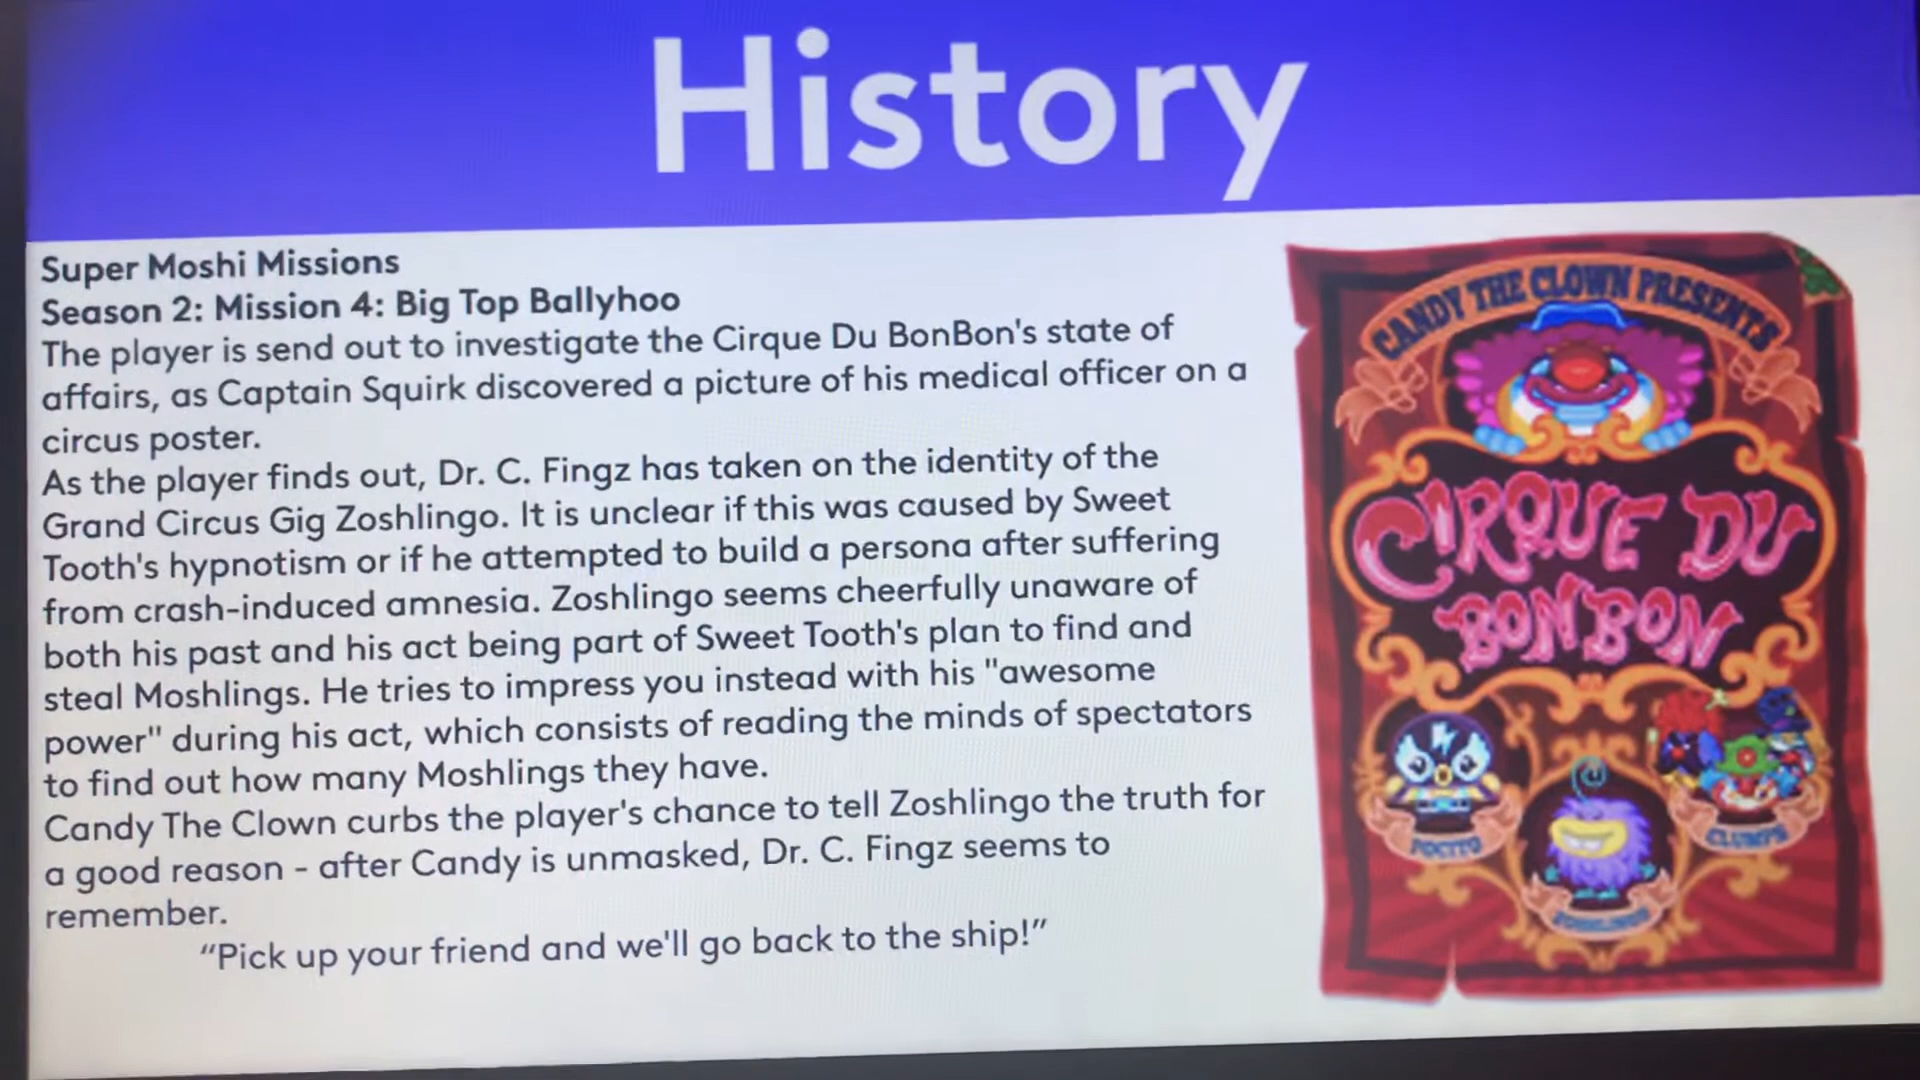 History
Super Moshi Missions
Season 2: Mission 4: Big Top Ballyhoo
The player is send out to investigate the Cirque Du BonBon's state of
affairs, as Captain Squirk discovered a picture of his medical officer on a
circus poster.
As the player finds out, Dr. C. Fingz has taken on the identity of the
Grand Circus Gig Zoshlingo. It is unclear if this was caused by Sweet
Tooth's hypnotism or if he attempted to build a persona after suffering
from crash-induced amnesia. Zoshlingo seems cheerfully unaware of
both his past and his act being part of Sweet Tooth's plan to find and
steal Moshlings. He tries to impress you instead with his "awesome
power" during his act, which consists of reading the minds of spectators
to find out how many Moshlings they have.
Candy The Clown curbs the player's chance to tell Zoshlingo the truth for
a good reason - after Candy is unmasked, Dr. C. Fingz seems to
remember.
“Pick up your friend and we'll go back to the ship!”
CANDY THE CLOWN PRESENTS
CIRQUE DU
BONBON
FOCITO
CLUMPS